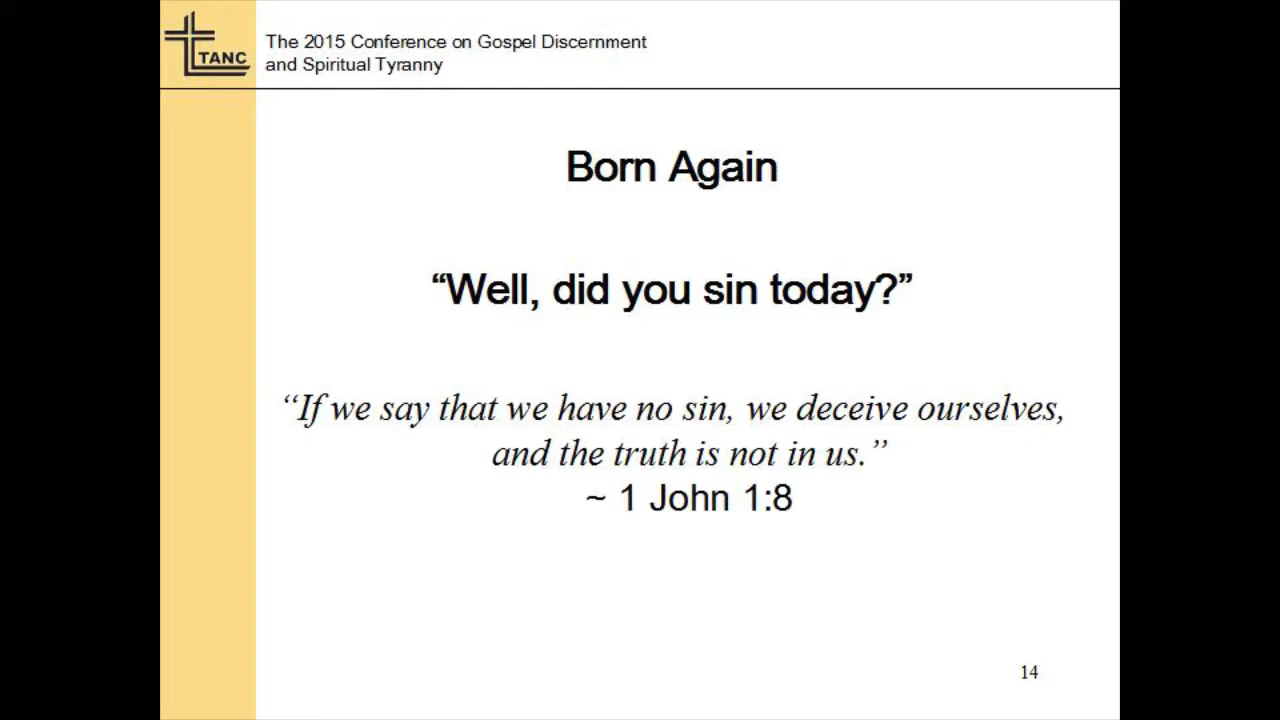 TANC
The 2015 Conference on Gospel Discernment
and Spiritual Tyranny
Born Again
“Well, did you sin today?”
“If we say that we have no sin, we deceive ourselves,
and the truth is not in us.”
~ 1 John 1:8
14